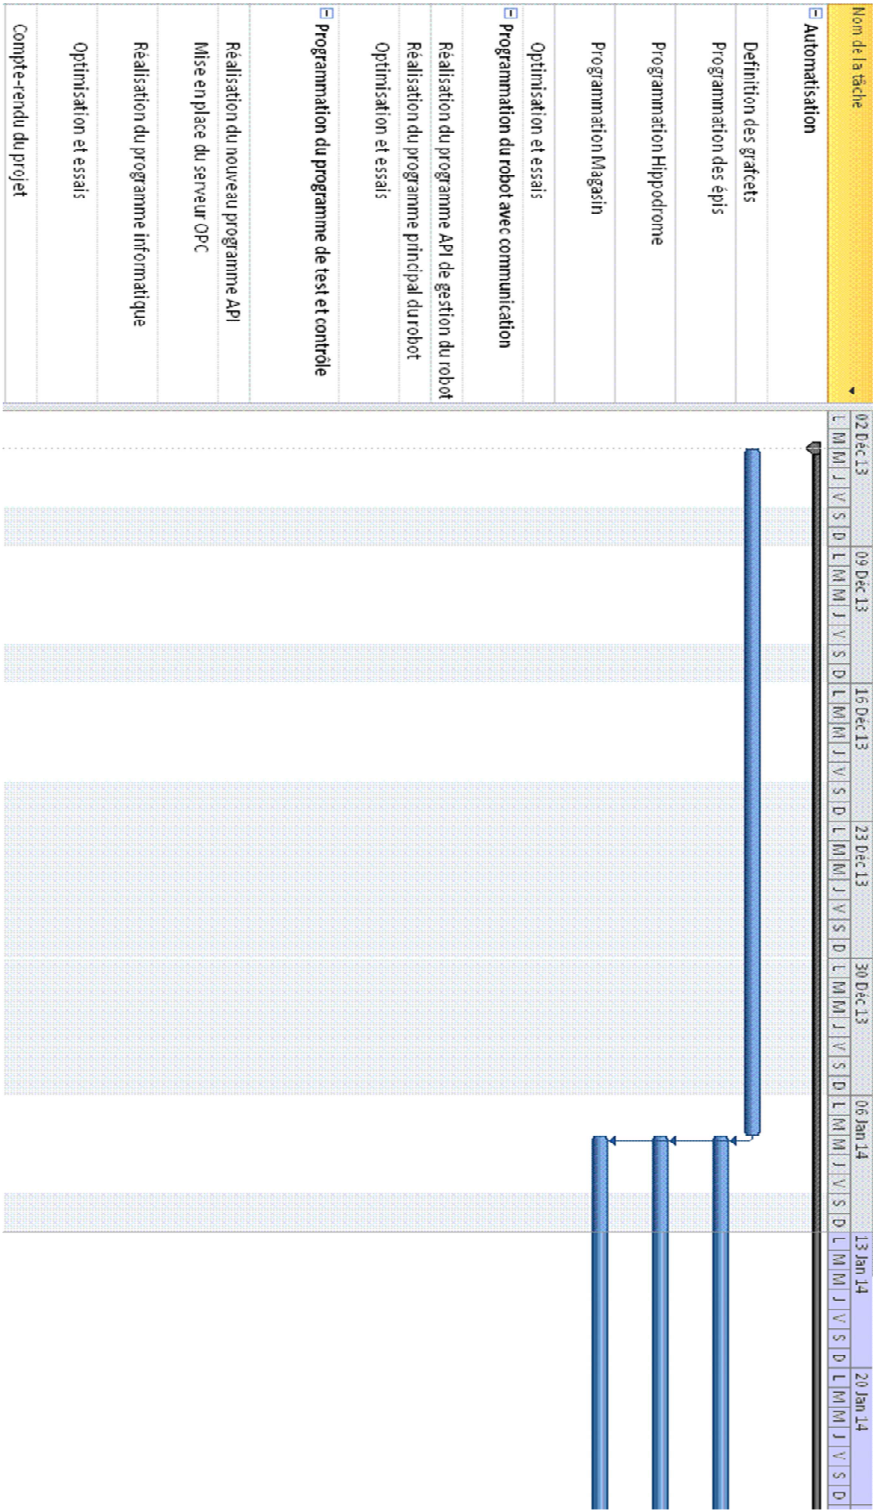 Nom de la tâche
02 Déc 13 09 Déc 13 16 Déc 13 23 Déc 13 30 Déc 13 06 Jan 14 13 Jan 14 20 Jan 14
L M M J V S D L M M J V S D L M M J V S D L M M J V S D L M M J V S D L M M J V S D L M M J V S D L M M J V S D
Automatisation
Definition des grafcets
Programmation des épis
Programmation Hippodrome
Programmation Magasin
Optimisation et essais
Programmation du robot avec communication
Réalisation du programme API de gestion du robot
Réalisation du programme principal du robot
Optimisation et essais
Programmation du programme de test et contrôle
Réalisation du nouveau programme API
Mise en place du serveur OPC
Réalisation du programme informatique
Optimisation et essais
Compte-rendu du projet